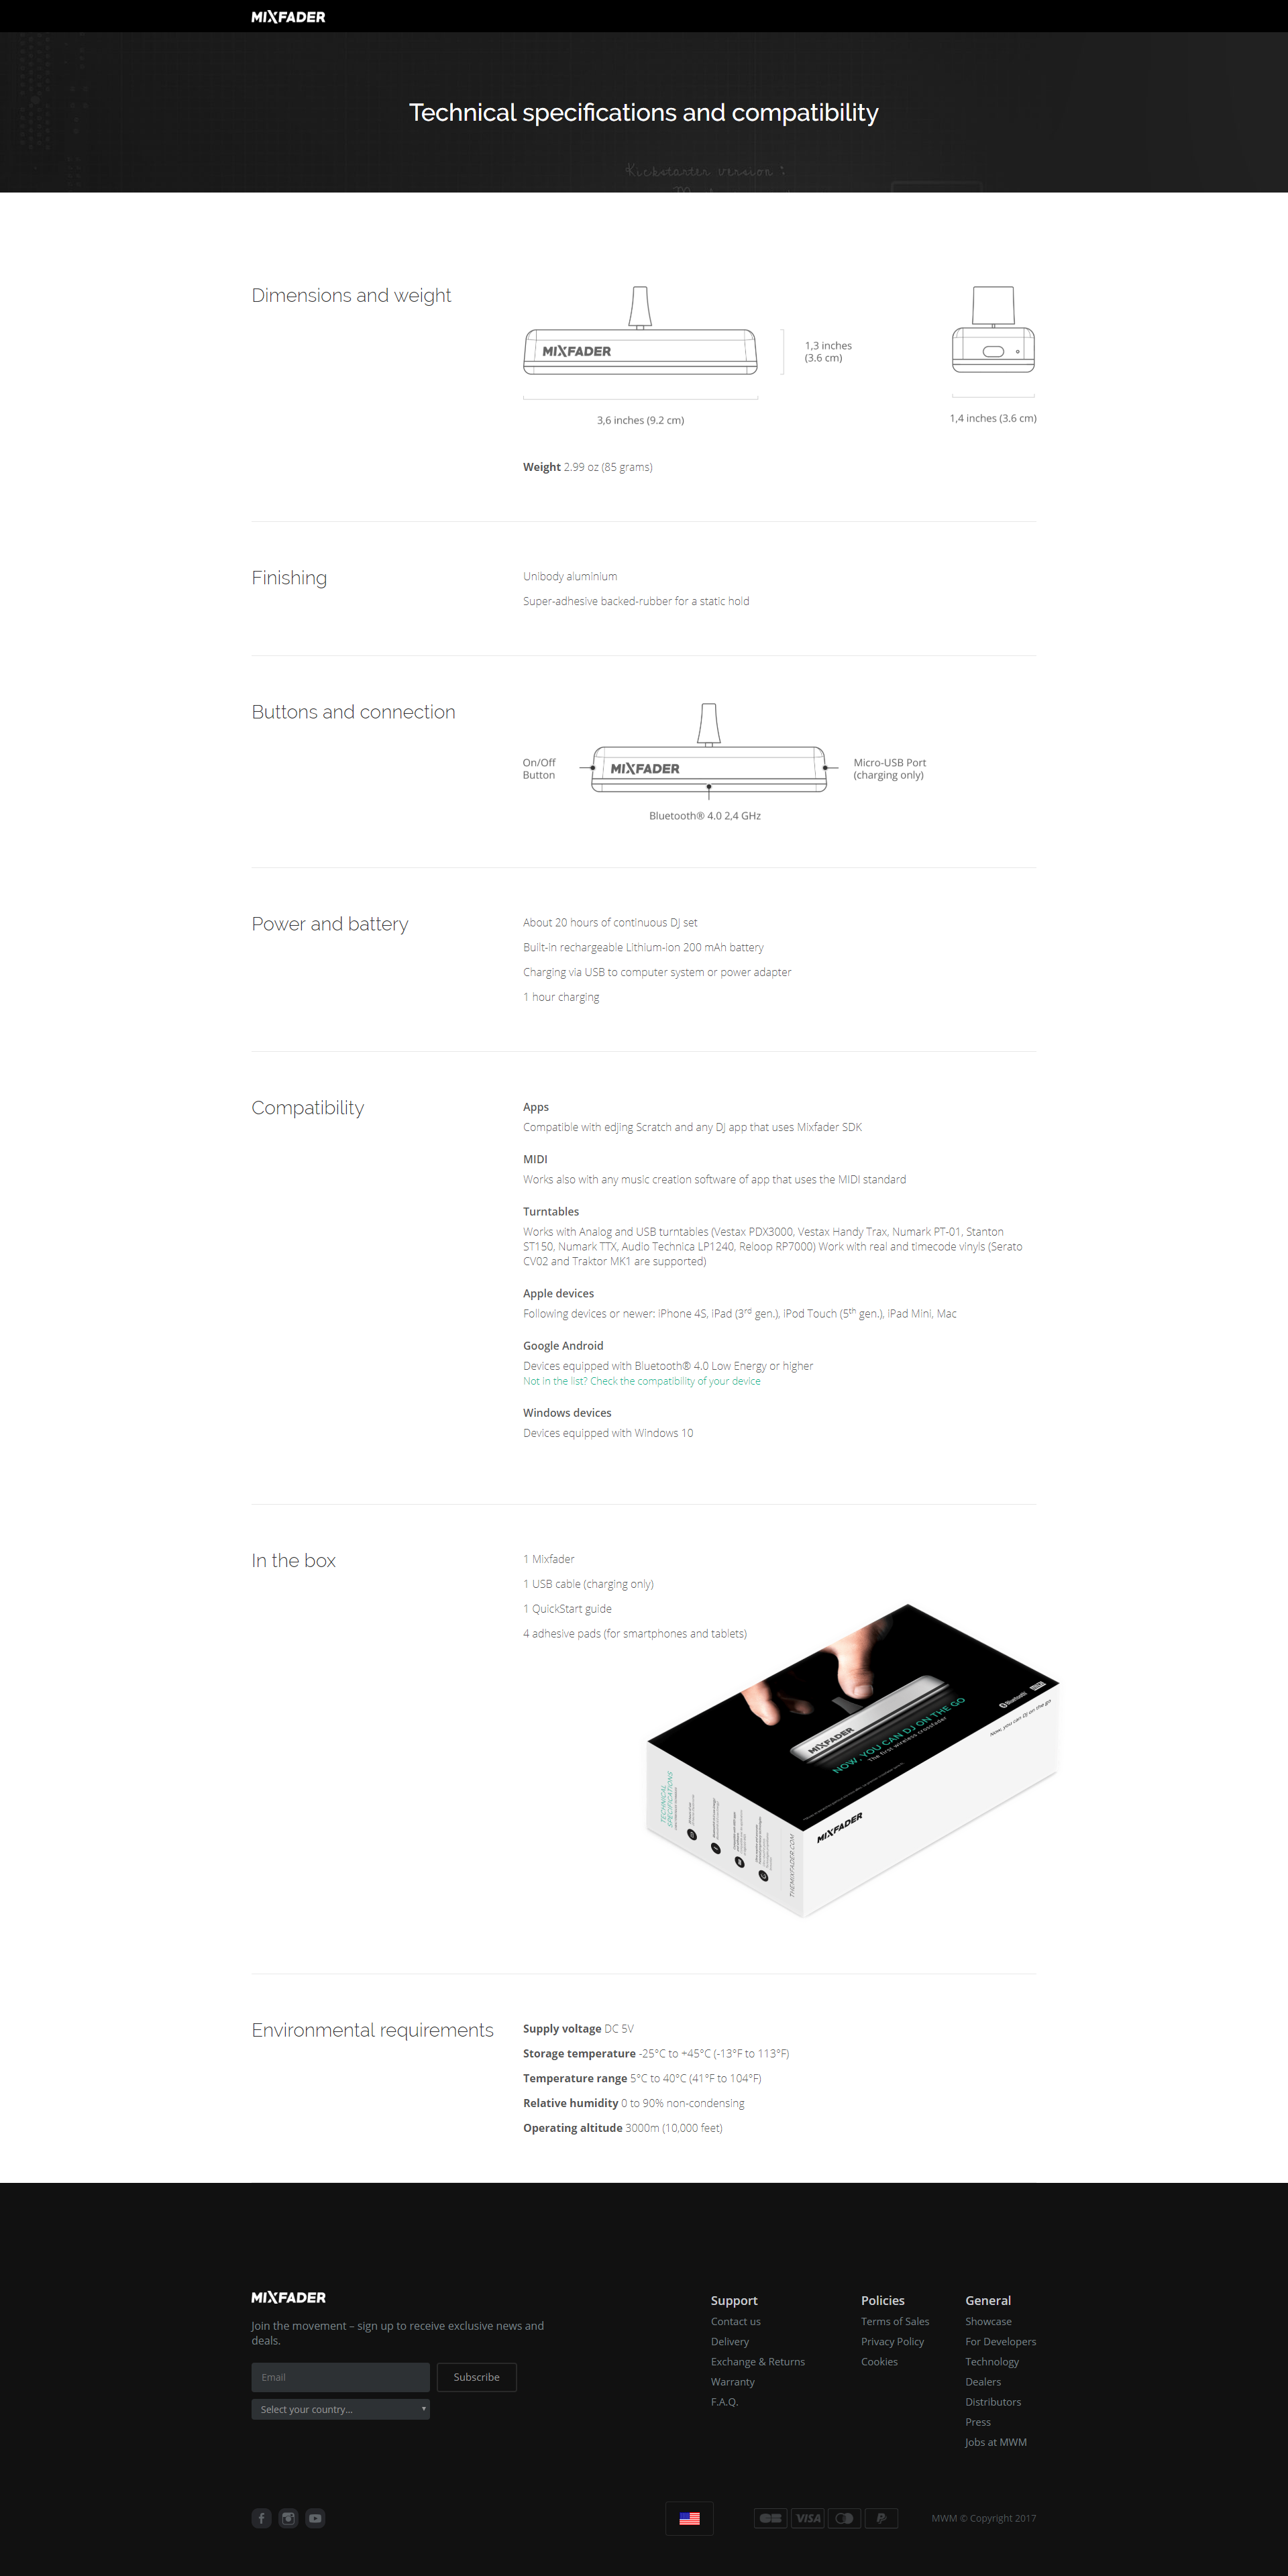 MIXFADER
Technical specifications and compatibility
Kickstarter version :
Dimensions and weight
MIXFADER
1,3 inches
(3.6 cm)
3,6 inches (9.2 cm)
1,4 inches (3.6 cm)
Weight 2.99 oz (85 grams)
Finishing
Unibody aluminium
Super-adhesive backed-rubber for a static hold
Buttons and connection
On/Off
Button
MIXFADER
Micro-USB Port
(charging only)
Bluetooth® 4.0 2,4 GHz
Power and battery
About 20 hours of continuous DJ set
Built-in rechargeable Lithium-ion 200 mAh battery
Charging via USB to computer system or power adapter
1 hour charging
Compatibility
Apps
Compatible with edjing Scratch and any DJ app that uses Mixfader SDK
MIDI
Works also with any music creation software of app that uses the MIDI standard
Turntables
Works with Analog and USB turntables (Vestax PDX3000, Vestax Handy Trax, Numark PT-01, Stanton
ST150, Numark TTX, Audio Technica LP1240, Reloop RP7000) Work with real and timecode vinyls (Serato
CV02 and Traktor MK1 are supported)
Apple devices
Following devices or newer: iPhone 4S, iPad (3rd gen.), iPod Touch (5th gen.), iPad Mini, Mac
Google Android
Devices equipped with Bluetooth® 4.0 Low Energy or higher
Not in the list? Check the compatibility of your device
Windows devices
Devices equipped with Windows 10
In the box
1 Mixfader
1 USB cable (charging only)
1 QuickStart guide
4 adhesive pads (for smartphones and tablets)
MIXFADER
NOW, YOU CAN DJ ON THE GO
The first wireless crossfader
Bluetooth
Now, you can DJ on the go
TECHNICAL
SPECIFICATIONS
THEMIXFADER.COM
MIXFADER
Environmental requirements
Supply voltage DC 5V
Storage temperature -25°C to +45°C (-13°F to 113°F)
Temperature range 5°C to 40°C (41°F to 104°F)
Relative humidity 0 to 90% non-condensing
Operating altitude 3000m (10,000 feet)
MIXFADER
Join the movement – sign up to receive exclusive news and
deals.
Email
Subscribe
Select your country...
Support
Contact us
Delivery
Exchange & Returns
Warranty
F.A.Q.
Policies
Terms of Sales
Privacy Policy
Cookies
General
Showcase
For Developers
Technology
Dealers
Distributors
Press
Jobs at MWM
CB
VISA
MWM © Copyright 2017